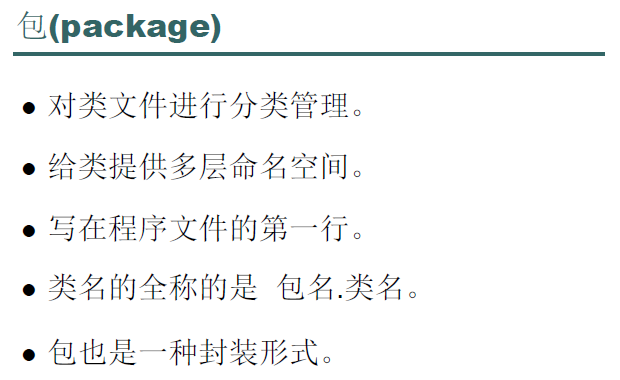 包(package)
● 对类文件进行分类管理。
● 给类提供多层命名空间。
● 写在程序文件的第一行。
● 类名的全称的是 包名.类名。
● 包也是一种封装形式。